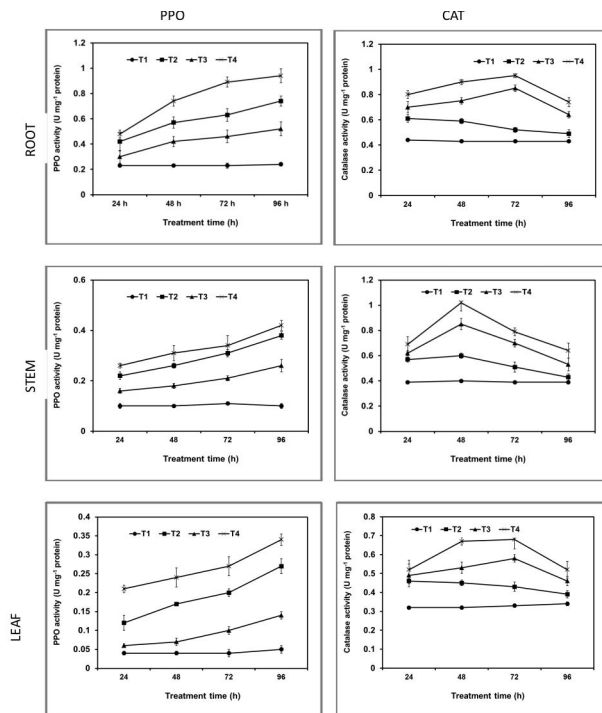 PPO
CAT
ROOT
PPO activity (U mg⁻¹ protein)
1.2
1
0.8
0.6
0.4
0.2
0
T1 T2 T3 T4
24 h 48 h 72 h 96 h
Treatment time (h)
Catalase activity (U mg⁻¹ protein)
1.2
1
0.8
0.6
0.4
0.2
0
T1 T2 T3 T4
24 48 72 96
Treatment time (h)
STEM
PPO activity (U mg⁻¹ protein)
0.6
0.4
0.2
0
T1 T2 T3 T4
24 48 72 96
Treatment time (h)
Catalase activity (U mg⁻¹ protein)
1.2
1
0.8
0.6
0.4
0.2
0
T1 T2 T3 T4
24 48 72 96
Treatment time (h)
LEAF
PPO activity (U mg⁻¹ protein)
0.4
0.35
0.3
0.25
0.2
0.15
0.1
0.05
0
T1 T2 T3 T4
24 48 72 96
Treatment time (h)
Catalase activity (U mg⁻¹ protein)
0.8
0.7
0.6
0.5
0.4
0.3
0.2
0.1
0
T1 T2 T3 T4
24 48 72 96
Treatment time (h)